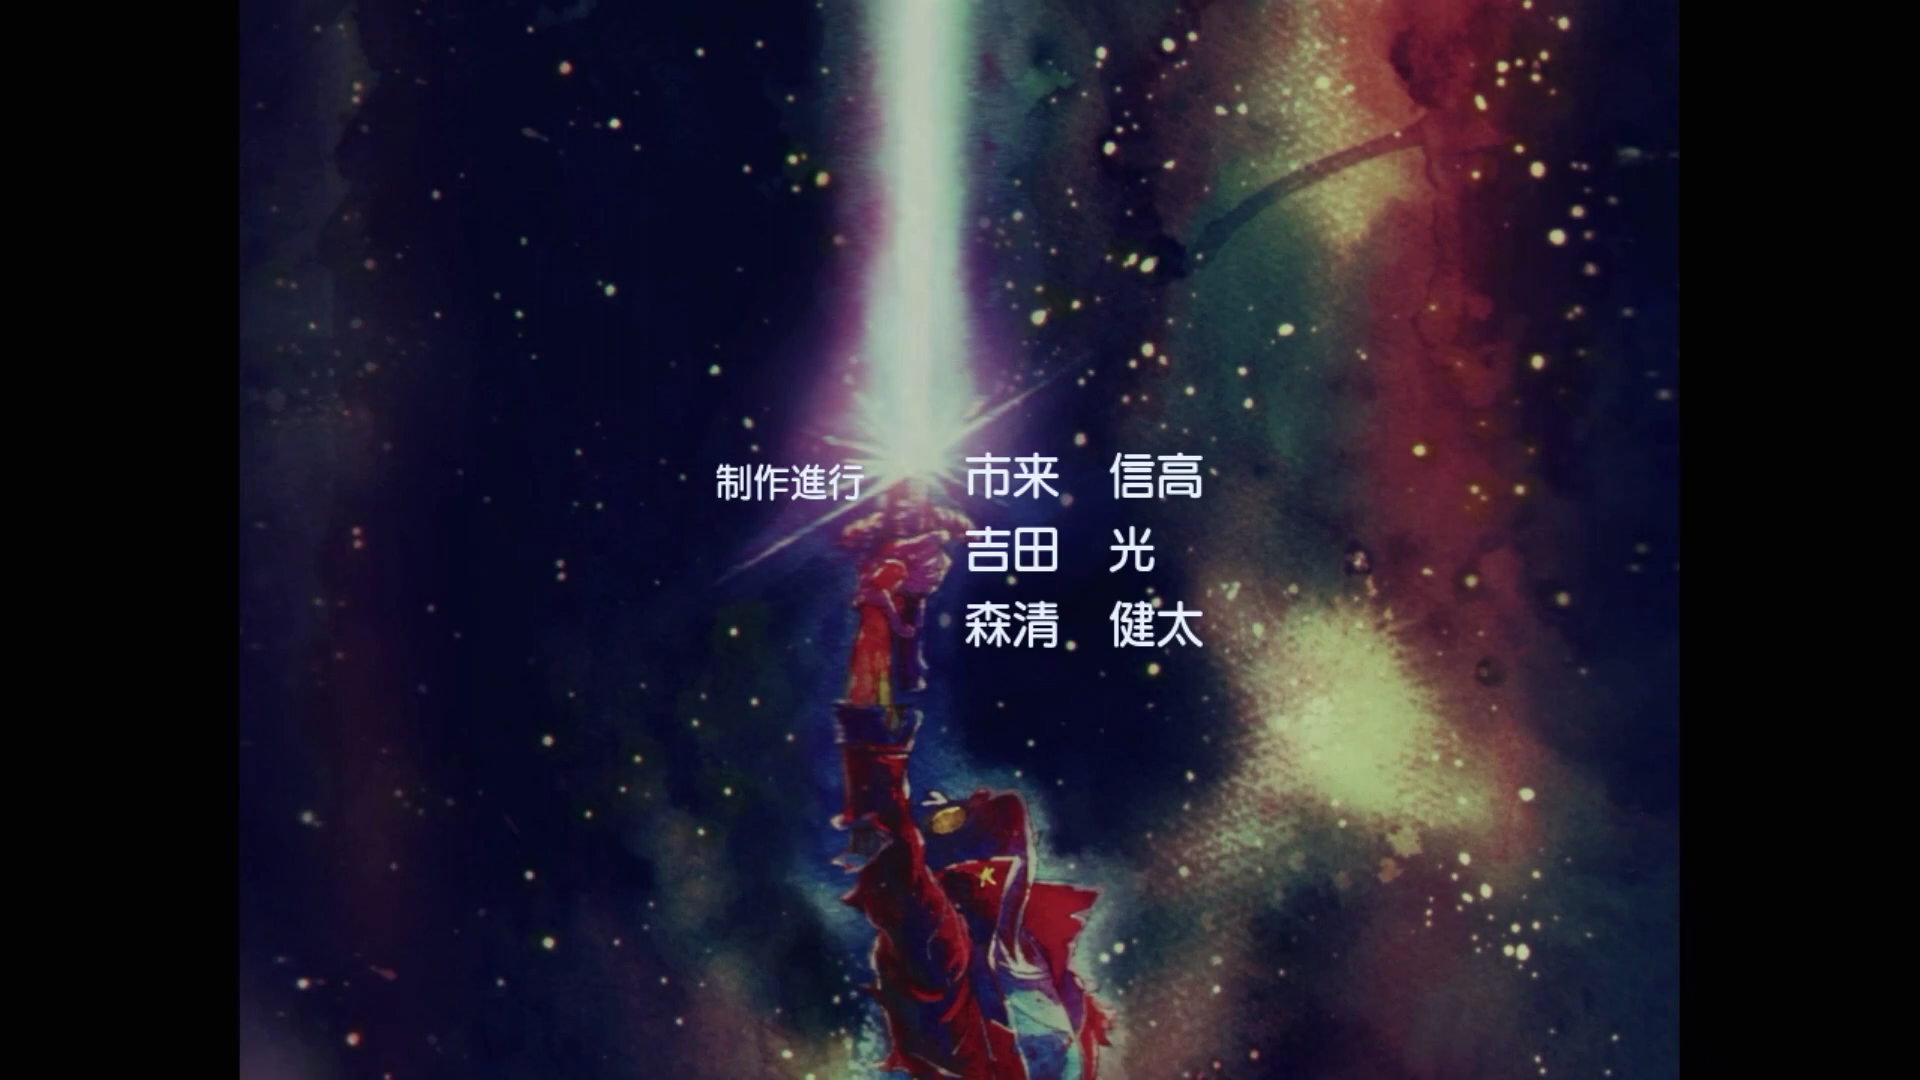 制作進行　市来　信高
吉田　光
森清　健太